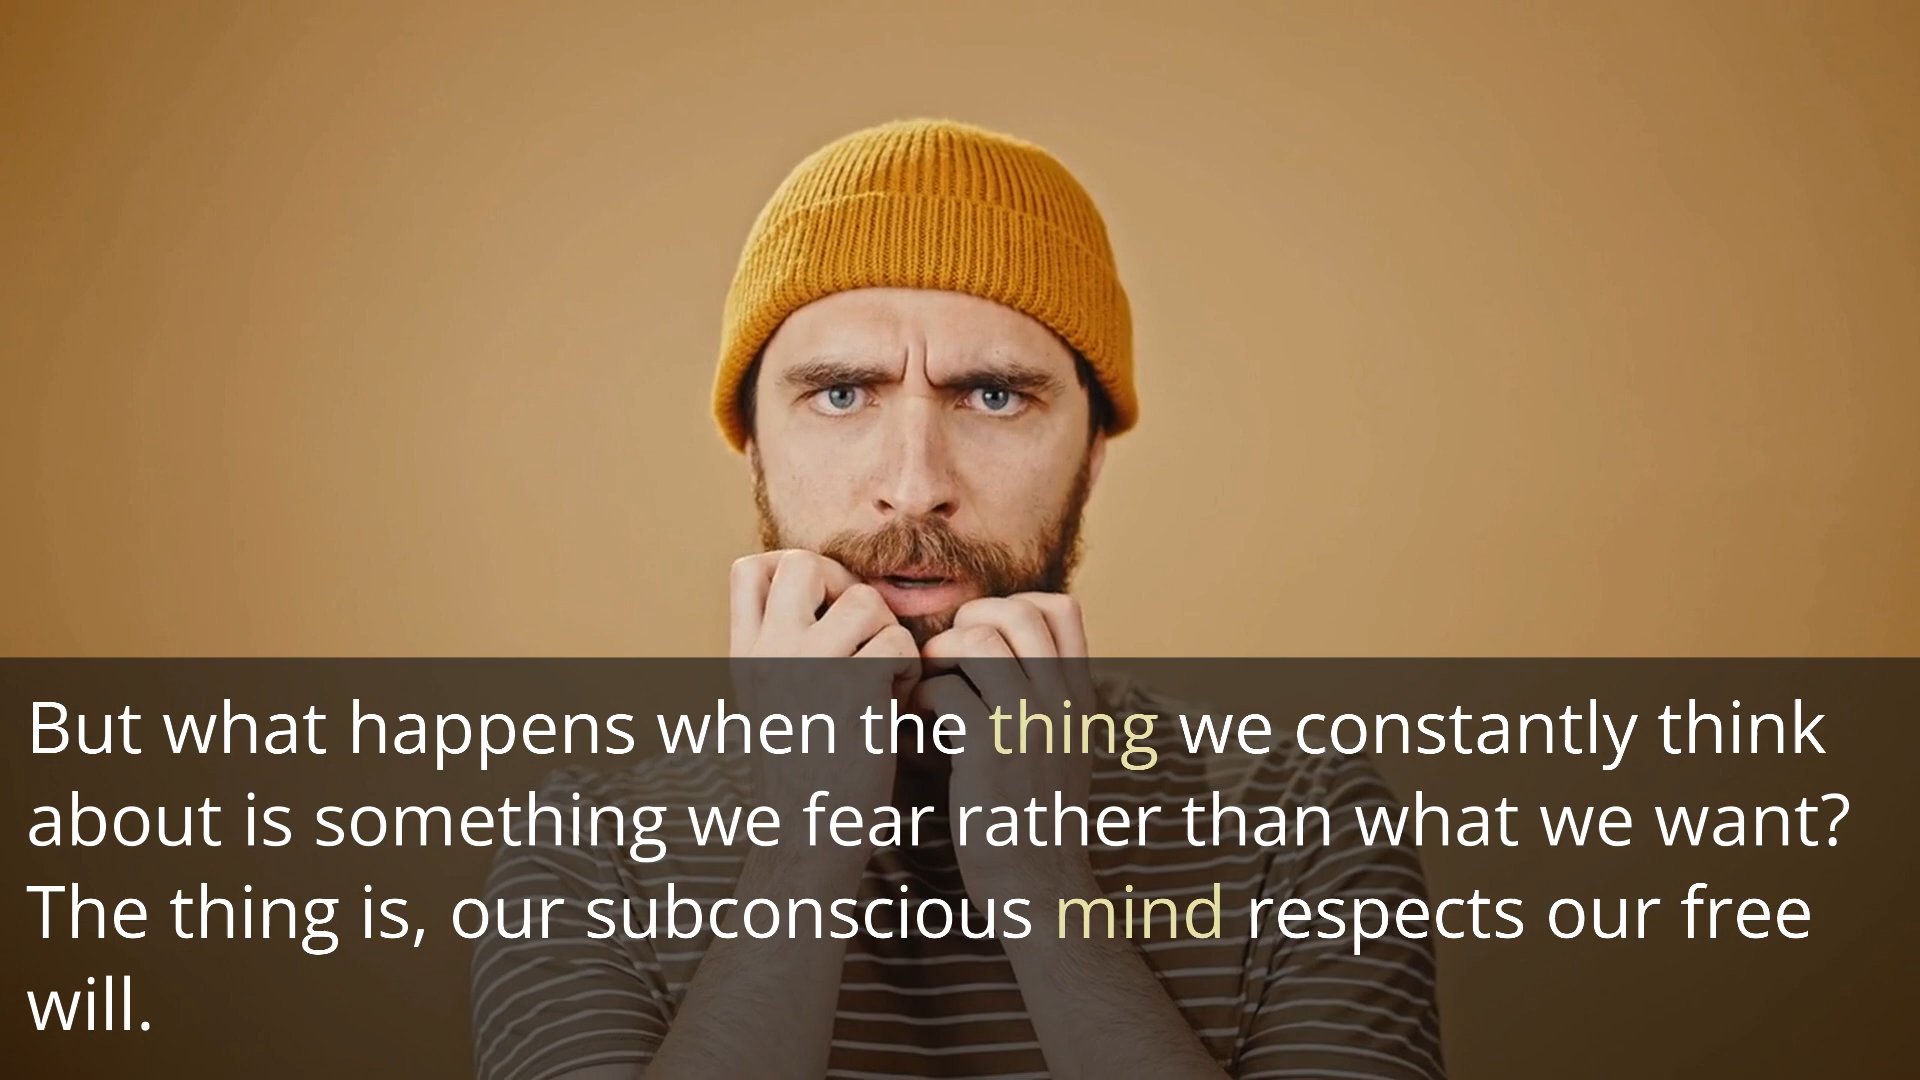 But what happens when the thing we constantly think
about is something we fear rather than what we want?
The thing is, our subconscious mind respects our free
will.